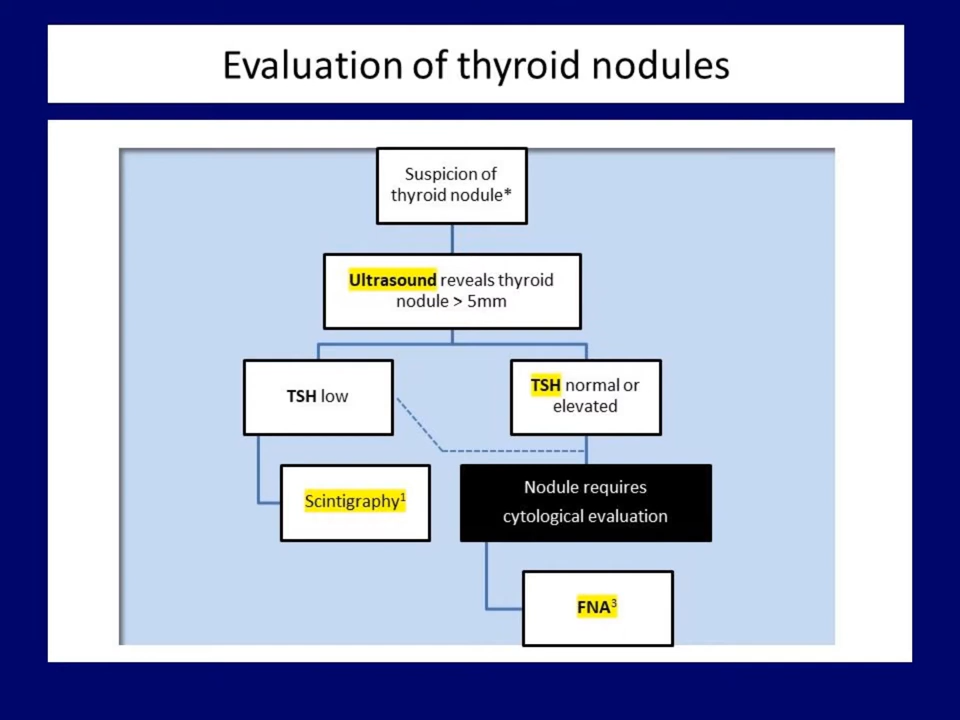 Evaluation of thyroid nodules
Suspicion of
thyroid nodule*
Ultrasound reveals thyroid
nodule > 5mm
TSH low
TSH normal or
elevated
Scintigraphy¹
Nodule requires
cytological evaluation
FNA³